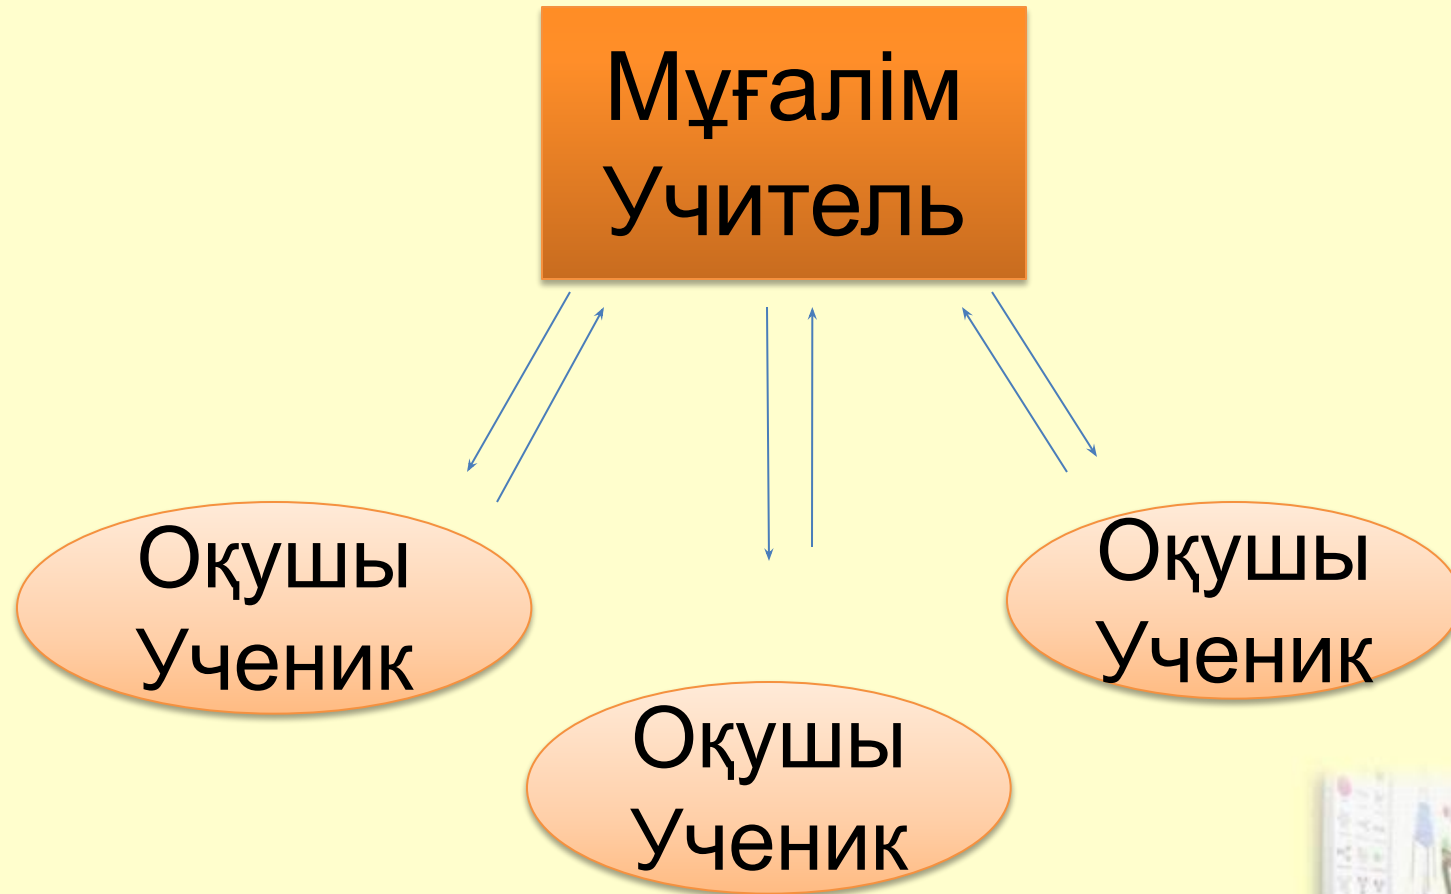 Мұғалім
Учитель
Оқушы
Ученик
Оқушы
Ученик
Оқушы
Ученик